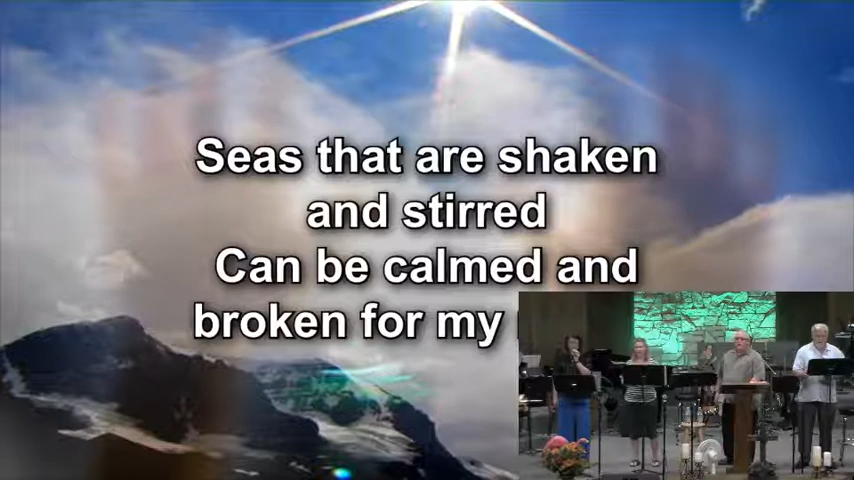 Seas that are shaken
and stirred
Can be calmed and
broken for my